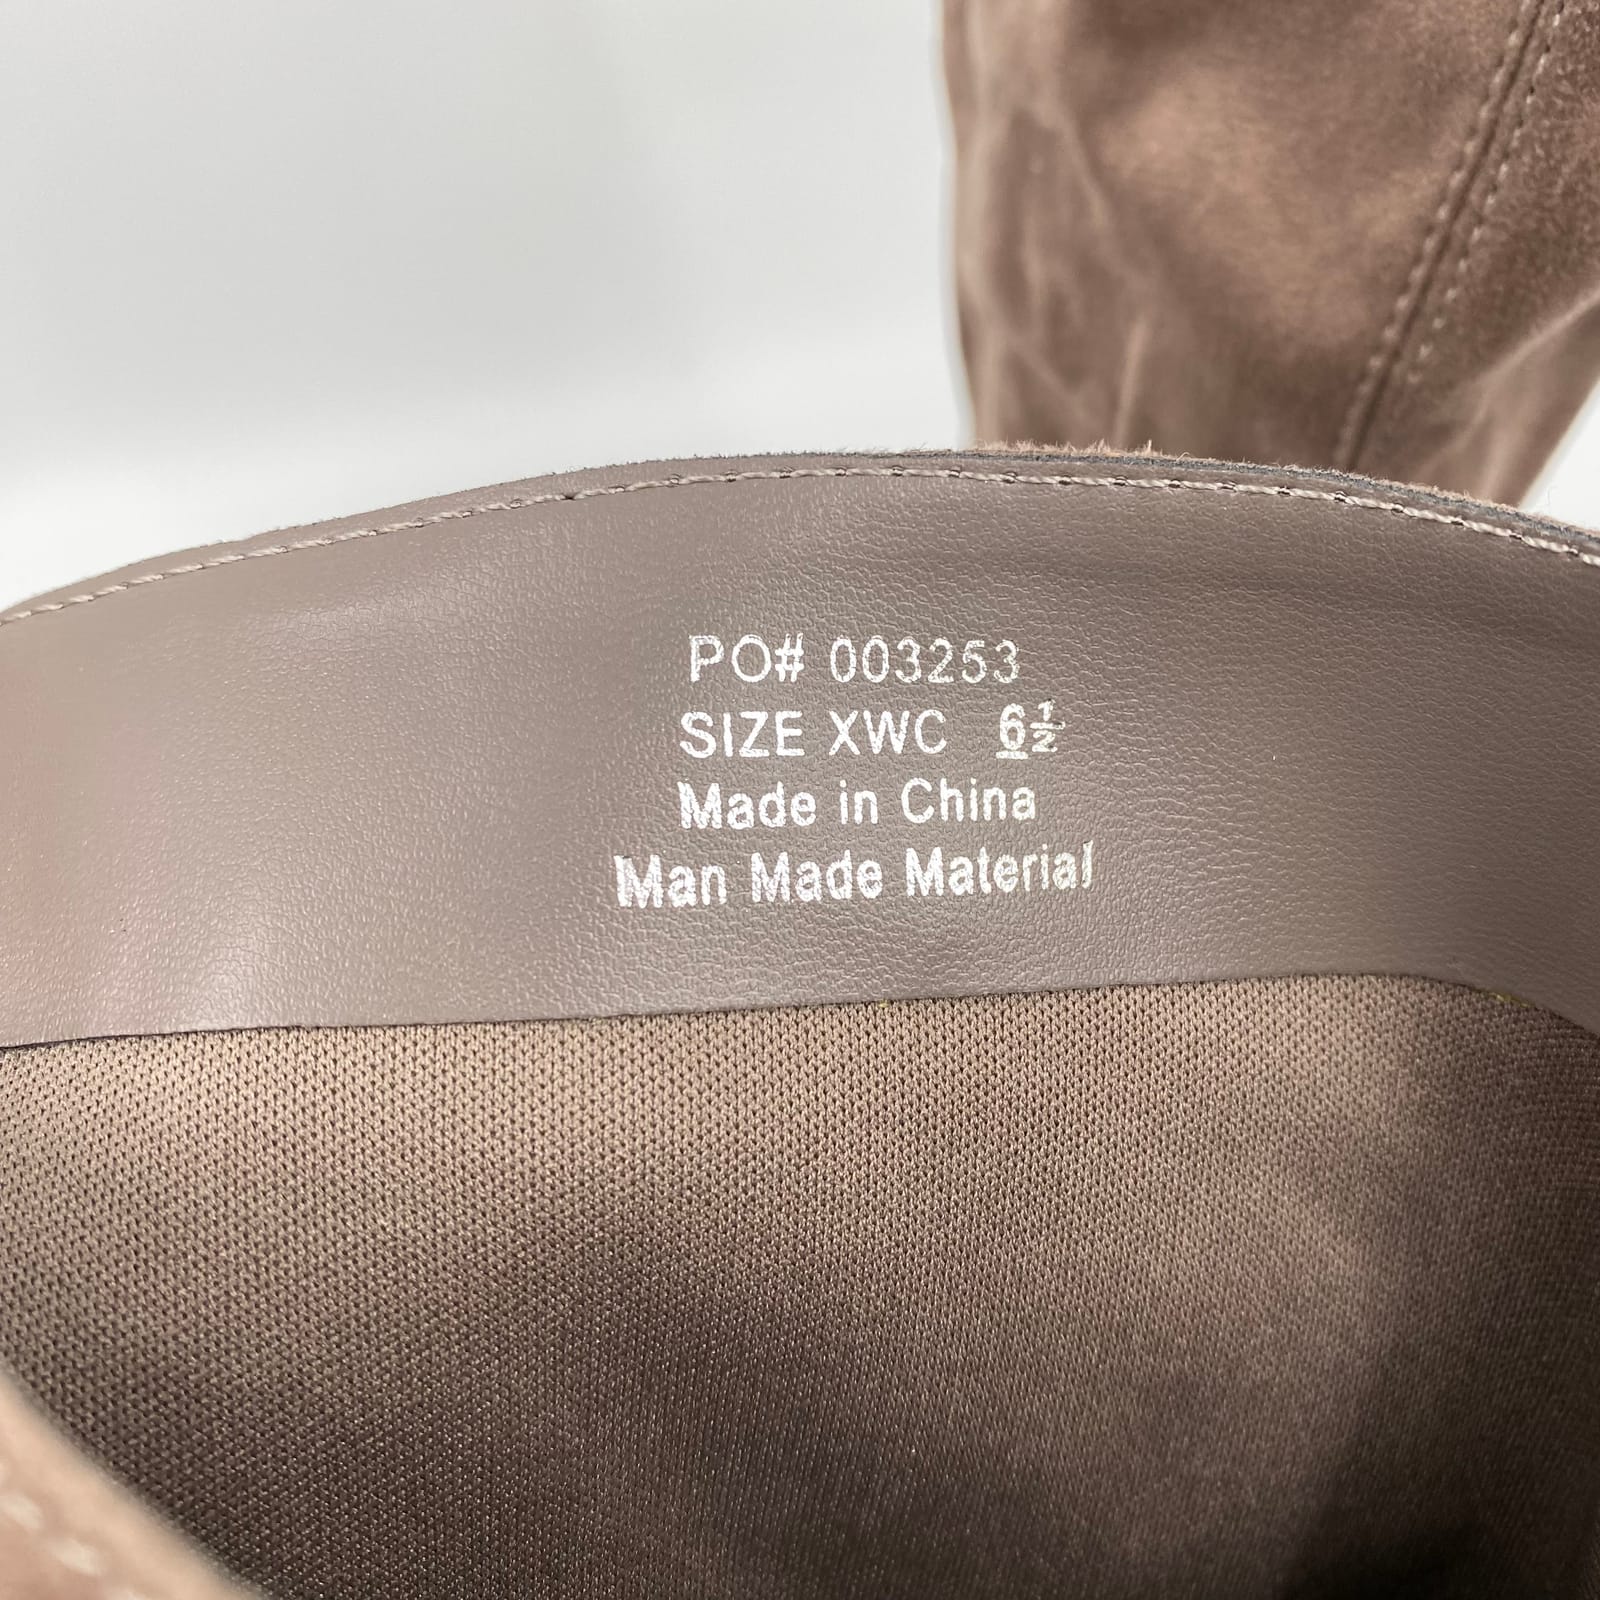 PO# 003253
SIZE XWC 6½
Made in China
Man Made Material